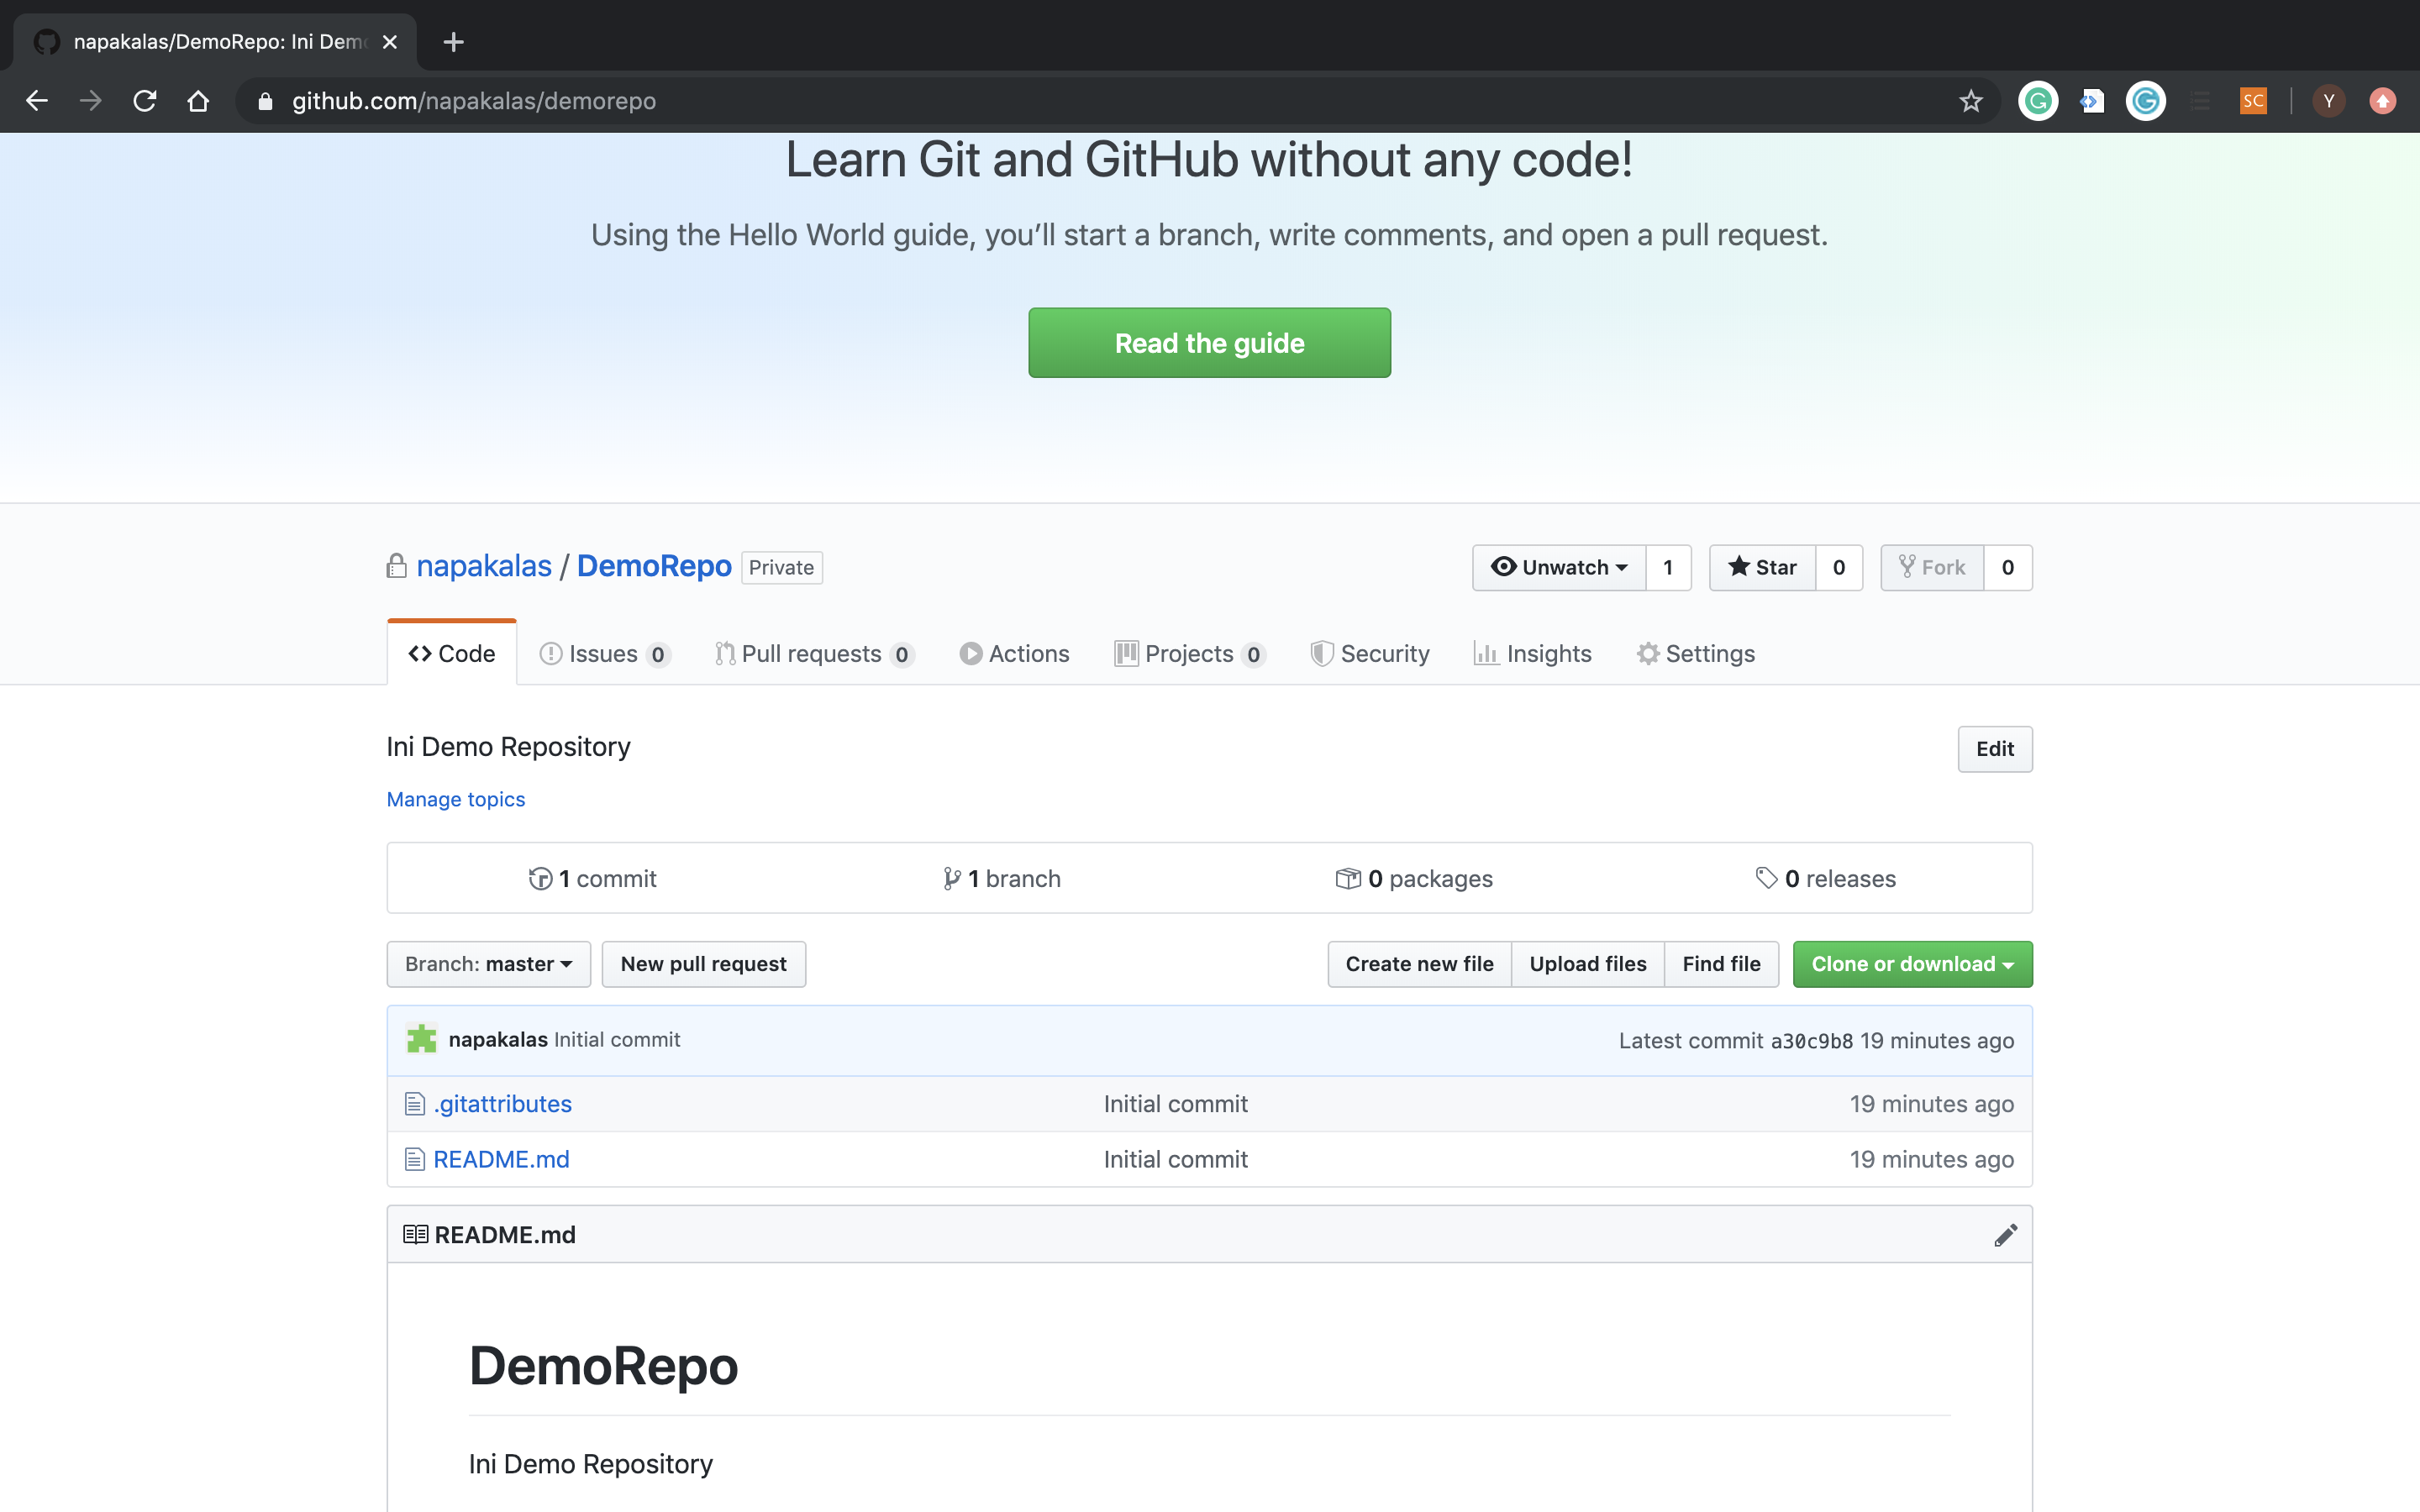 napakalas/DemoRepo: Ini Dem
github.com/napakalas/demorepo
SC
Y
Learn Git and GitHub without any code!
Using the Hello World guide, you’ll start a branch, write comments, and open a pull request.
Read the guide
napakalas / DemoRepo Private
Unwatch 1 Star 0 Fork 0
Code Issues 0 Pull requests 0 Actions Projects 0 Security Insights Settings
Ini Demo Repository
Edit
Manage topics
1 commit 1 branch 0 packages 0 releases
Branch: master New pull request Create new file Upload files Find file Clone or download
napakalas Initial commit Latest commit a30c9b8 19 minutes ago
.gitattributes Initial commit 19 minutes ago
README.md Initial commit 19 minutes ago
README.md
DemoRepo
Ini Demo Repository